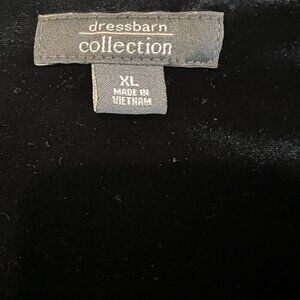 dressbarn
collection
XL
MADE IN
VIETNAM